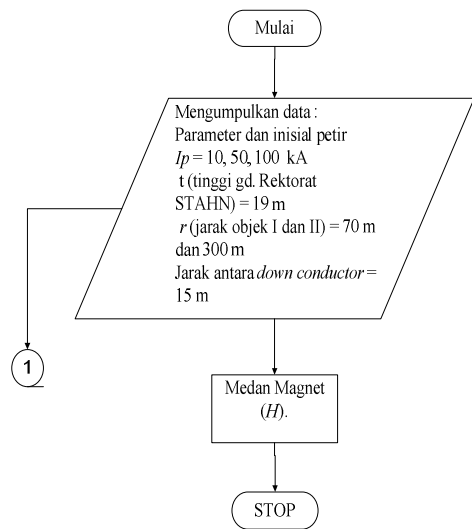 Mulai
Mengumpulkan data :
Parameter dan inisial petir
Ip = 10, 50, 100 kA
t (tinggi gd. Rektorat
STAHN) = 19 m
r (jarak objek I dan II) = 70 m
dan 300 m
Jarak antara down conductor =
15 m
1
Medan Magnet
(H).
STOP